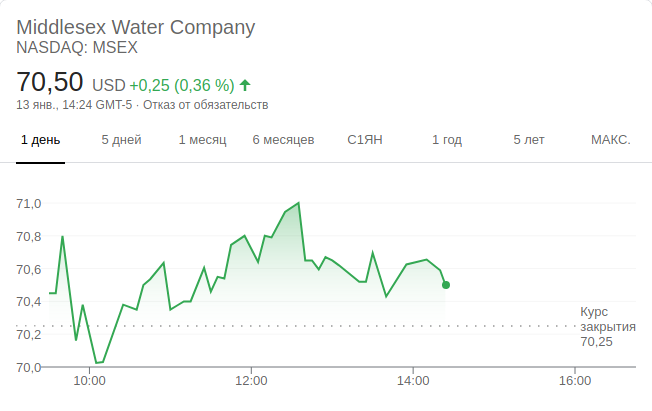 Middlesex Water Company
NASDAQ: MSEX
70,50 USD +0,25 (0,36 %)
13 янв., 14:24 GMT-5 · Отказ от обязательств
1 день 5 дней 1 месяц 6 месяцев С1ЯН 1 год 5 лет МАКС.
71,0
70,8
70,6
70,4
Курс
закрытия
70,25
70,2
70,0
10:00 12:00 14:00 16:00